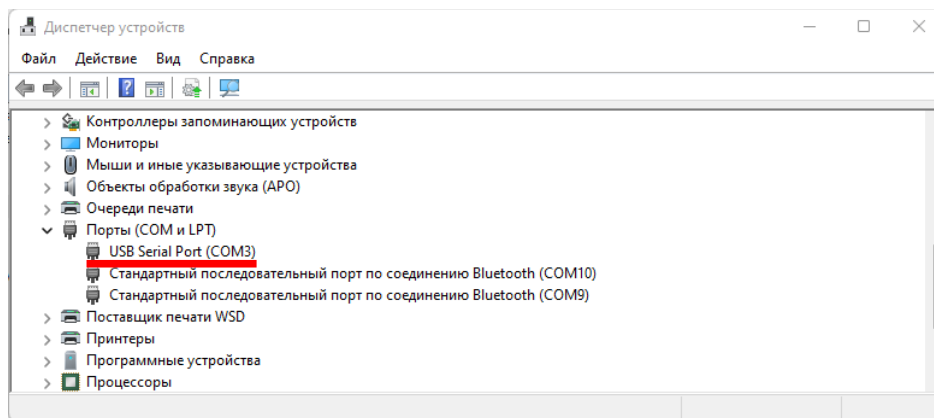 Диспетчер устройств
Файл Действие Вид Справка
Контроллеры запоминающих устройств
Мониторы
Мыши и иные указывающие устройства
Объекты обработки звука (APO)
Очереди печати
Порты (COM и LPT)
USB Serial Port (COM3)
Стандартный последовательный порт по соединению Bluetooth (COM10)
Стандартный последовательный порт по соединению Bluetooth (COM9)
Поставщик печати WSD
Принтеры
Программные устройства
Процессоры